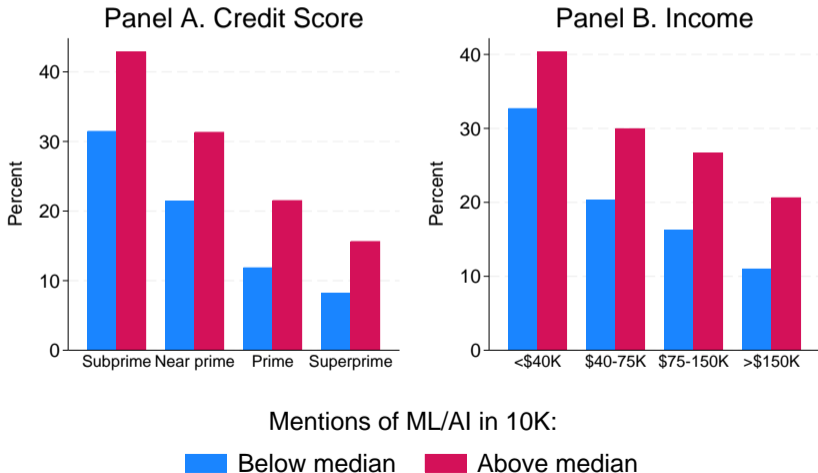 Panel A. Credit Score
Percent
40
30
20
10
0
Subprime Near prime Prime Superprime
Panel B. Income
Percent
40
30
20
10
0
<$40K $40-75K $75-150K >$150K
Mentions of ML/AI in 10K:
Below median Above median